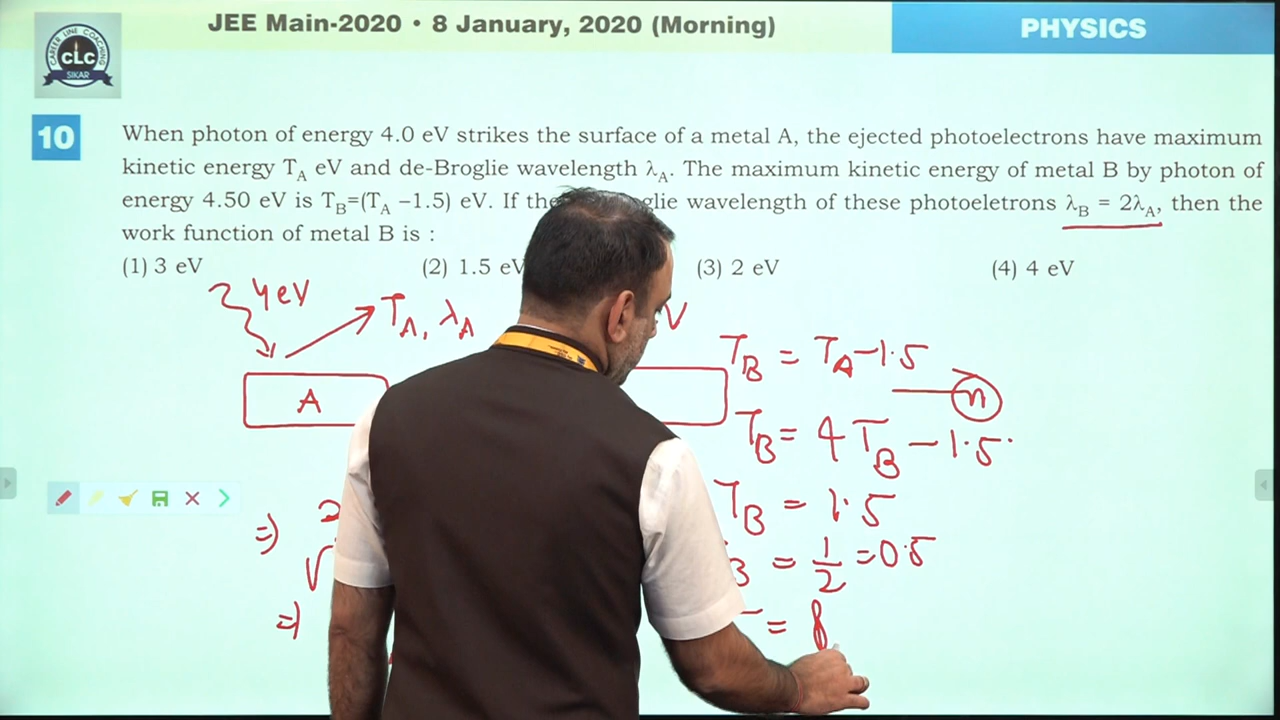 JEE Main-2020 • 8 January, 2020 (Morning)
PHYSICS
CAREER LINE COACHING
CLC
SIKAR
10
When photon of energy 4.0 eV strikes the surface of a metal A, the ejected photoelectrons have maximum
kinetic energy T_A eV and de-Broglie wavelength λ_A. The maximum kinetic energy of metal B by photon of
energy 4.50 eV is T_B=(T_A –1.5) eV. If the glie wavelength of these photoeletrons λ_B = 2λ_A, then the
work function of metal B is :
(1) 3 eV (2) 1.5 eV (3) 2 eV (4) 4 eV
4eV
T_A, λ_A
V
A
T_B = T_A –1.5
n
T_B = 4T_B – 1.5
T_B = 1.5
= 1/2 = 0.5
⇒
⇒
=